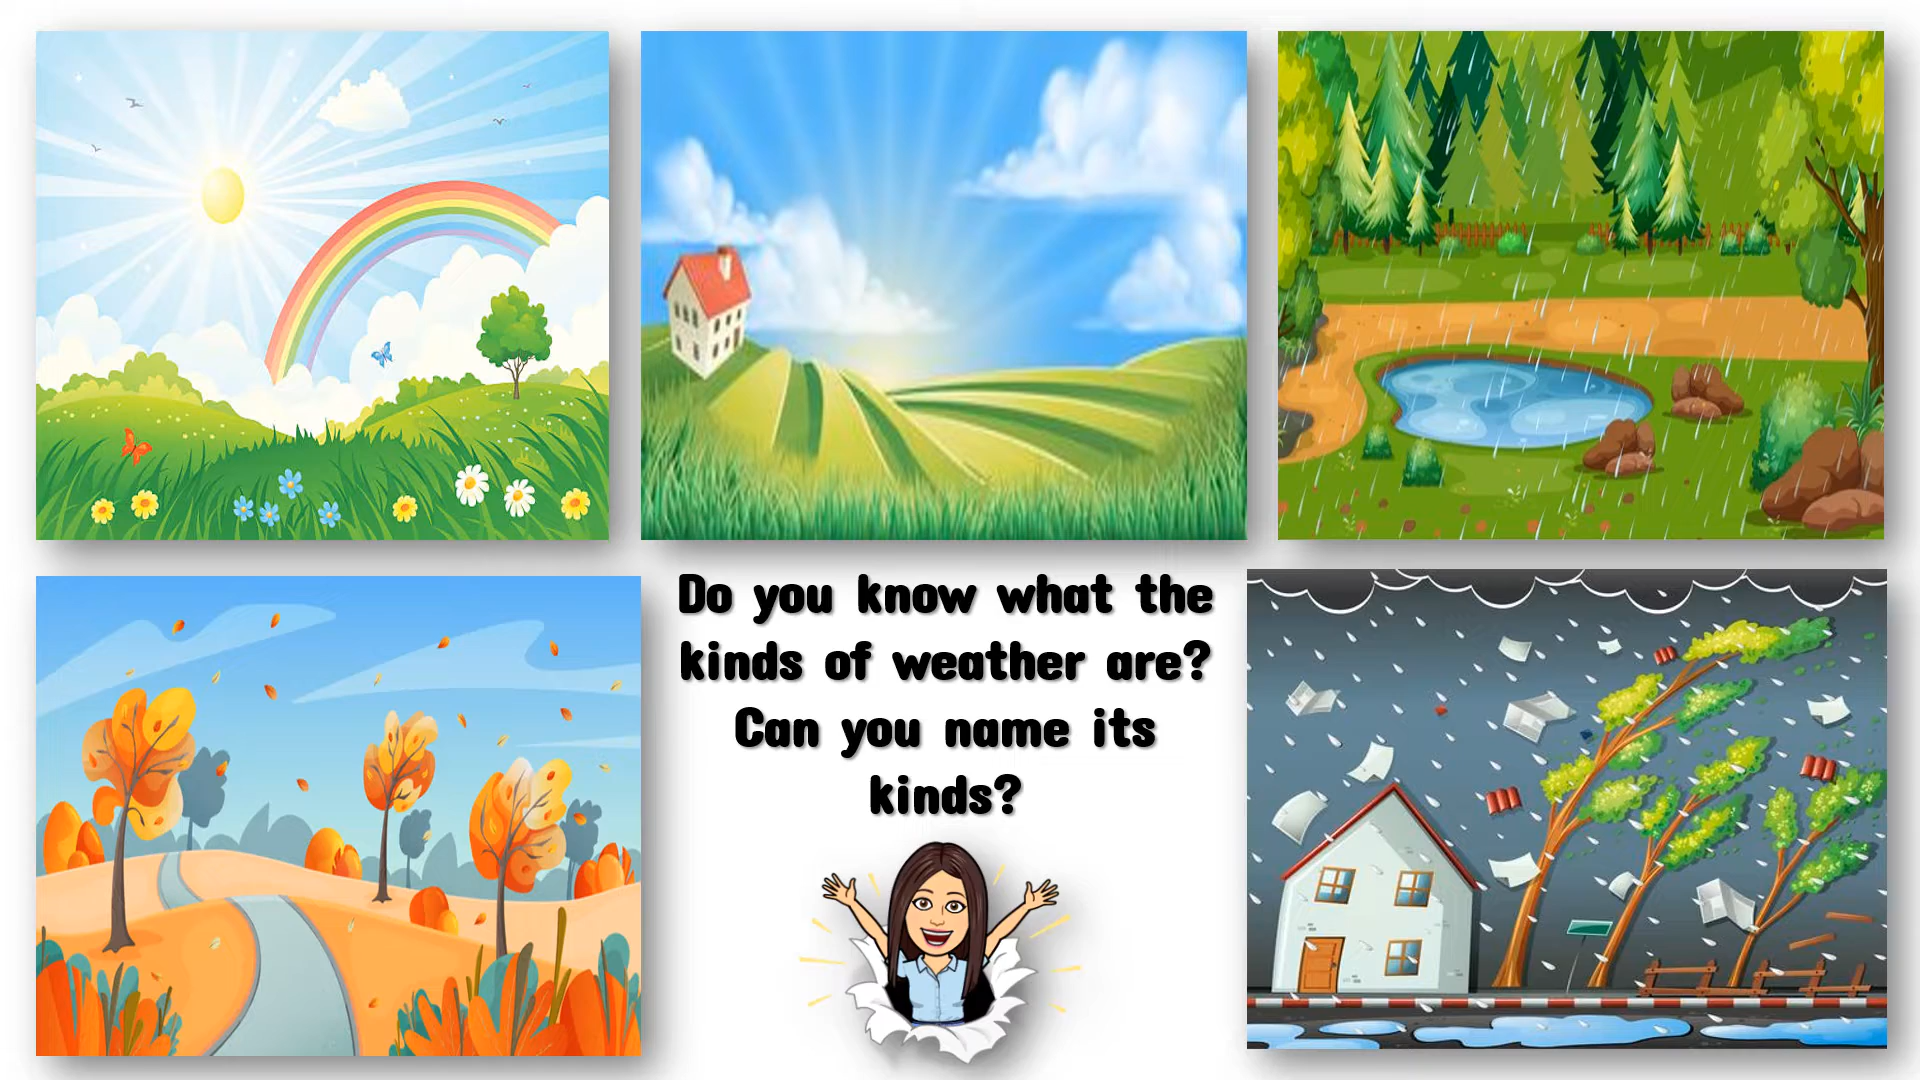 Do you know what the
kinds of weather are?
Can you name its
kinds?